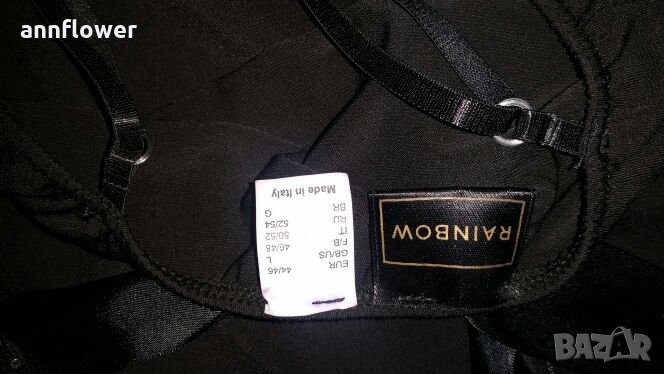 annflower
RAINBOW
EUR 44/46
GB/US L
F/B 46/48
IT 50/52
RU 52/54
BR G
Made in Italy
BAZAR